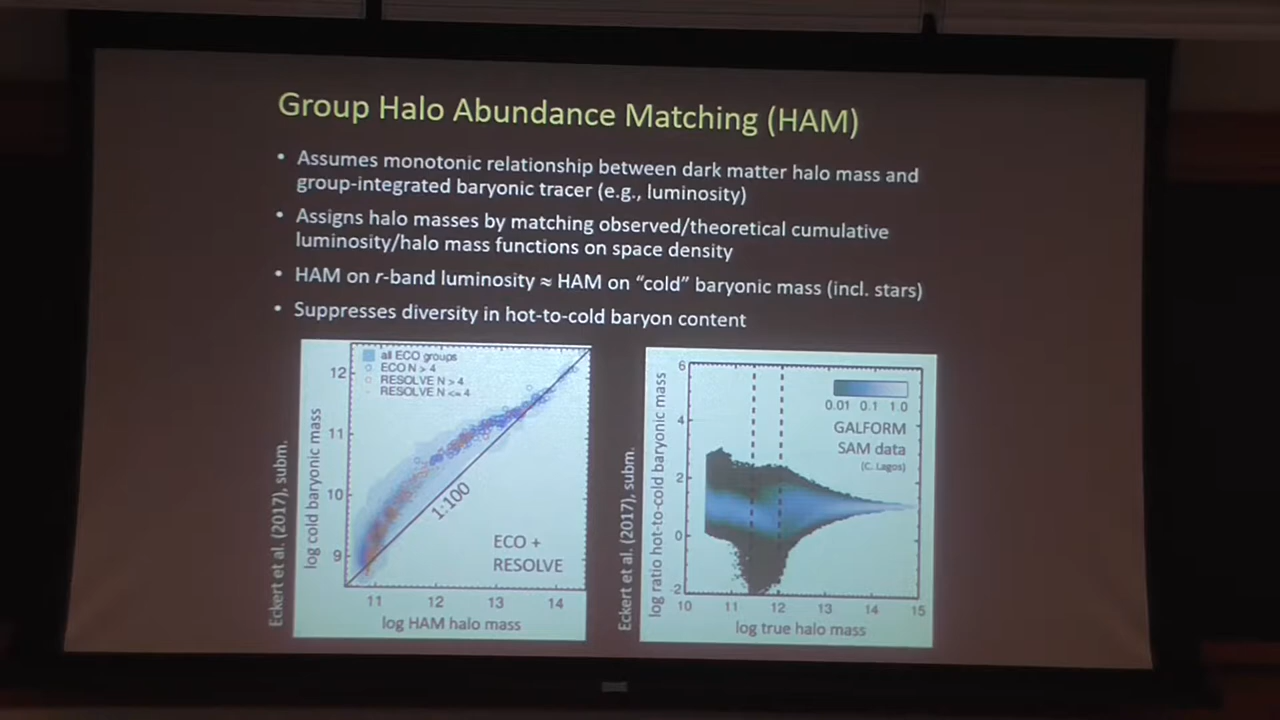 Group Halo Abundance Matching (HAM)
• Assumes monotonic relationship between dark matter halo mass and
group-integrated baryonic tracer (e.g., luminosity)
• Assigns halo masses by matching observed/theoretical cumulative
luminosity/halo mass functions on space density
• HAM on r-band luminosity ≈ HAM on “cold” baryonic mass (incl. stars)
• Suppresses diversity in hot-to-cold baryon content
Eckert et al. (2017), subm.
log cold baryonic mass
12
11
10
9
all ECO groups
ECO N > 4
RESOLVE N > 4
RESOLVE N <= 4
1:100
ECO +
RESOLVE
11 12 13 14
log HAM halo mass
Eckert et al. (2017), subm.
log ratio hot-to-cold baryonic mass
6
4
2
0
-2
0.01 0.1 1.0
GALFORM
SAM data
(C. Lagos)
10 11 12 13 14 15
log true halo mass